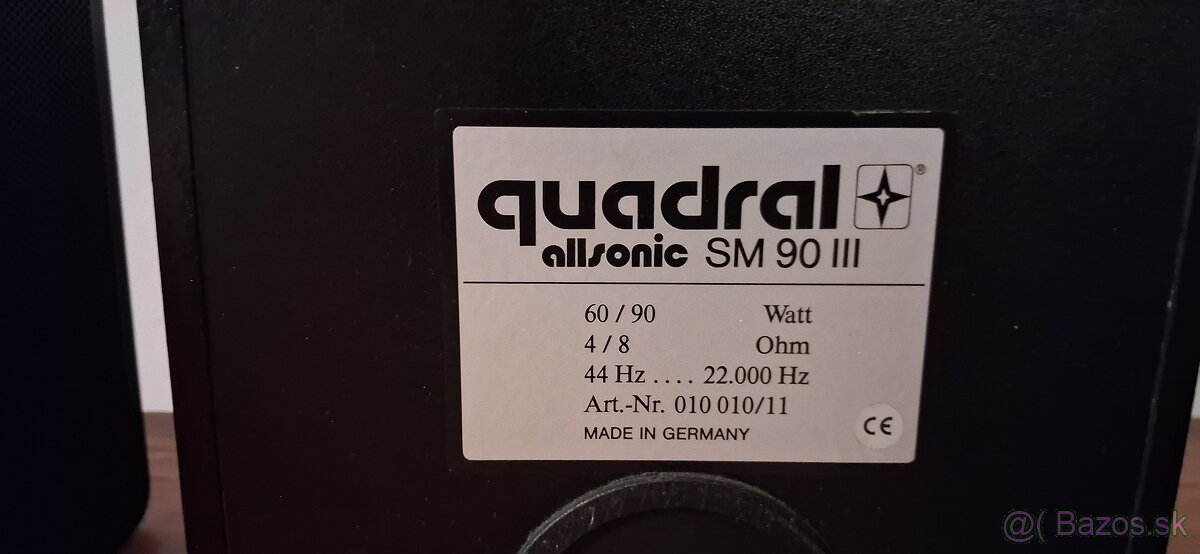 quadral ®
allsonic SM 90 III
60 / 90 Watt
4 / 8 Ohm
44 Hz .... 22.000 Hz
Art.-Nr. 010 010/11
MADE IN GERMANY
CE
@( Bazos.sk